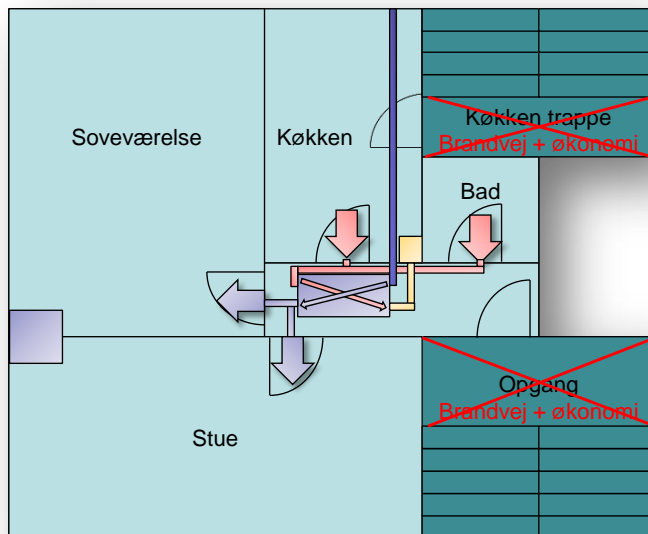 Soveværelse
Køkken
Køkken trappe
Brandvej + økonomi
Bad
Opgang
Brandvej + økonomi
Stue